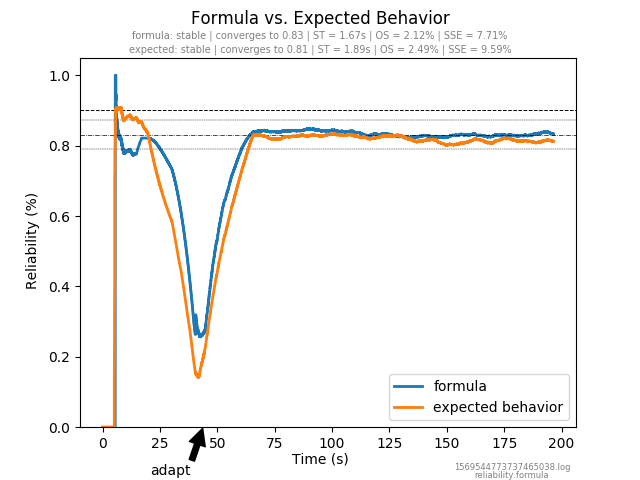 Formula vs. Expected Behavior
formula: stable | converges to 0.83 | ST = 1.67s | OS = 2.12% | SSE = 7.71%
expected: stable | converges to 0.81 | ST = 1.89s | OS = 2.49% | SSE = 9.59%
1.0
0.8
0.6
0.4
0.2
0.0
Reliability (%)
formula
expected behavior
0 25 50 75 100 125 150 175 200
Time (s)
adapt
1569544773737465038.log
reliability.formula